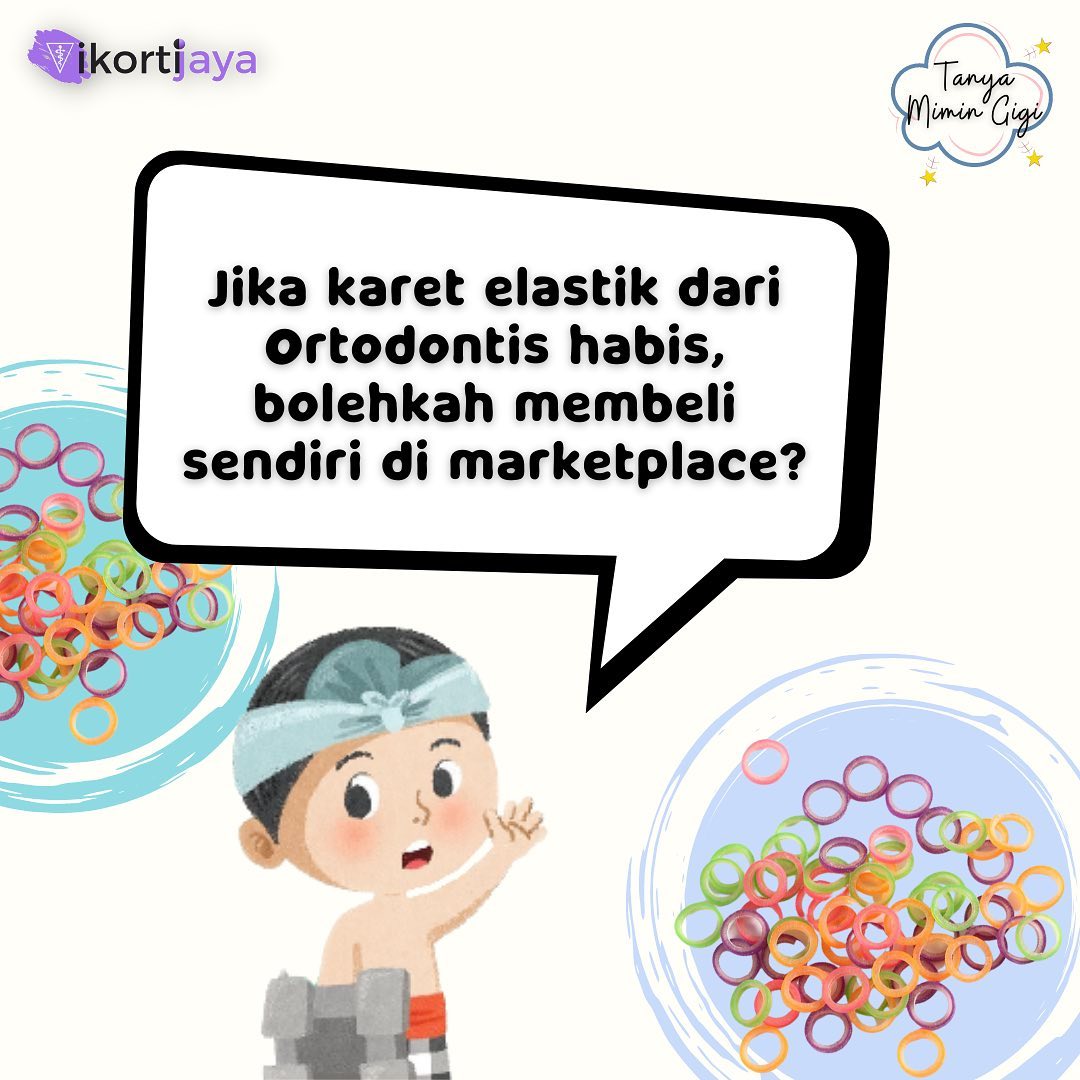 ikortijaya
Tanya
Mimin Gigi
Jika karet elastik dari
Ortodontis habis,
bolehkah membeli
sendiri di marketplace?